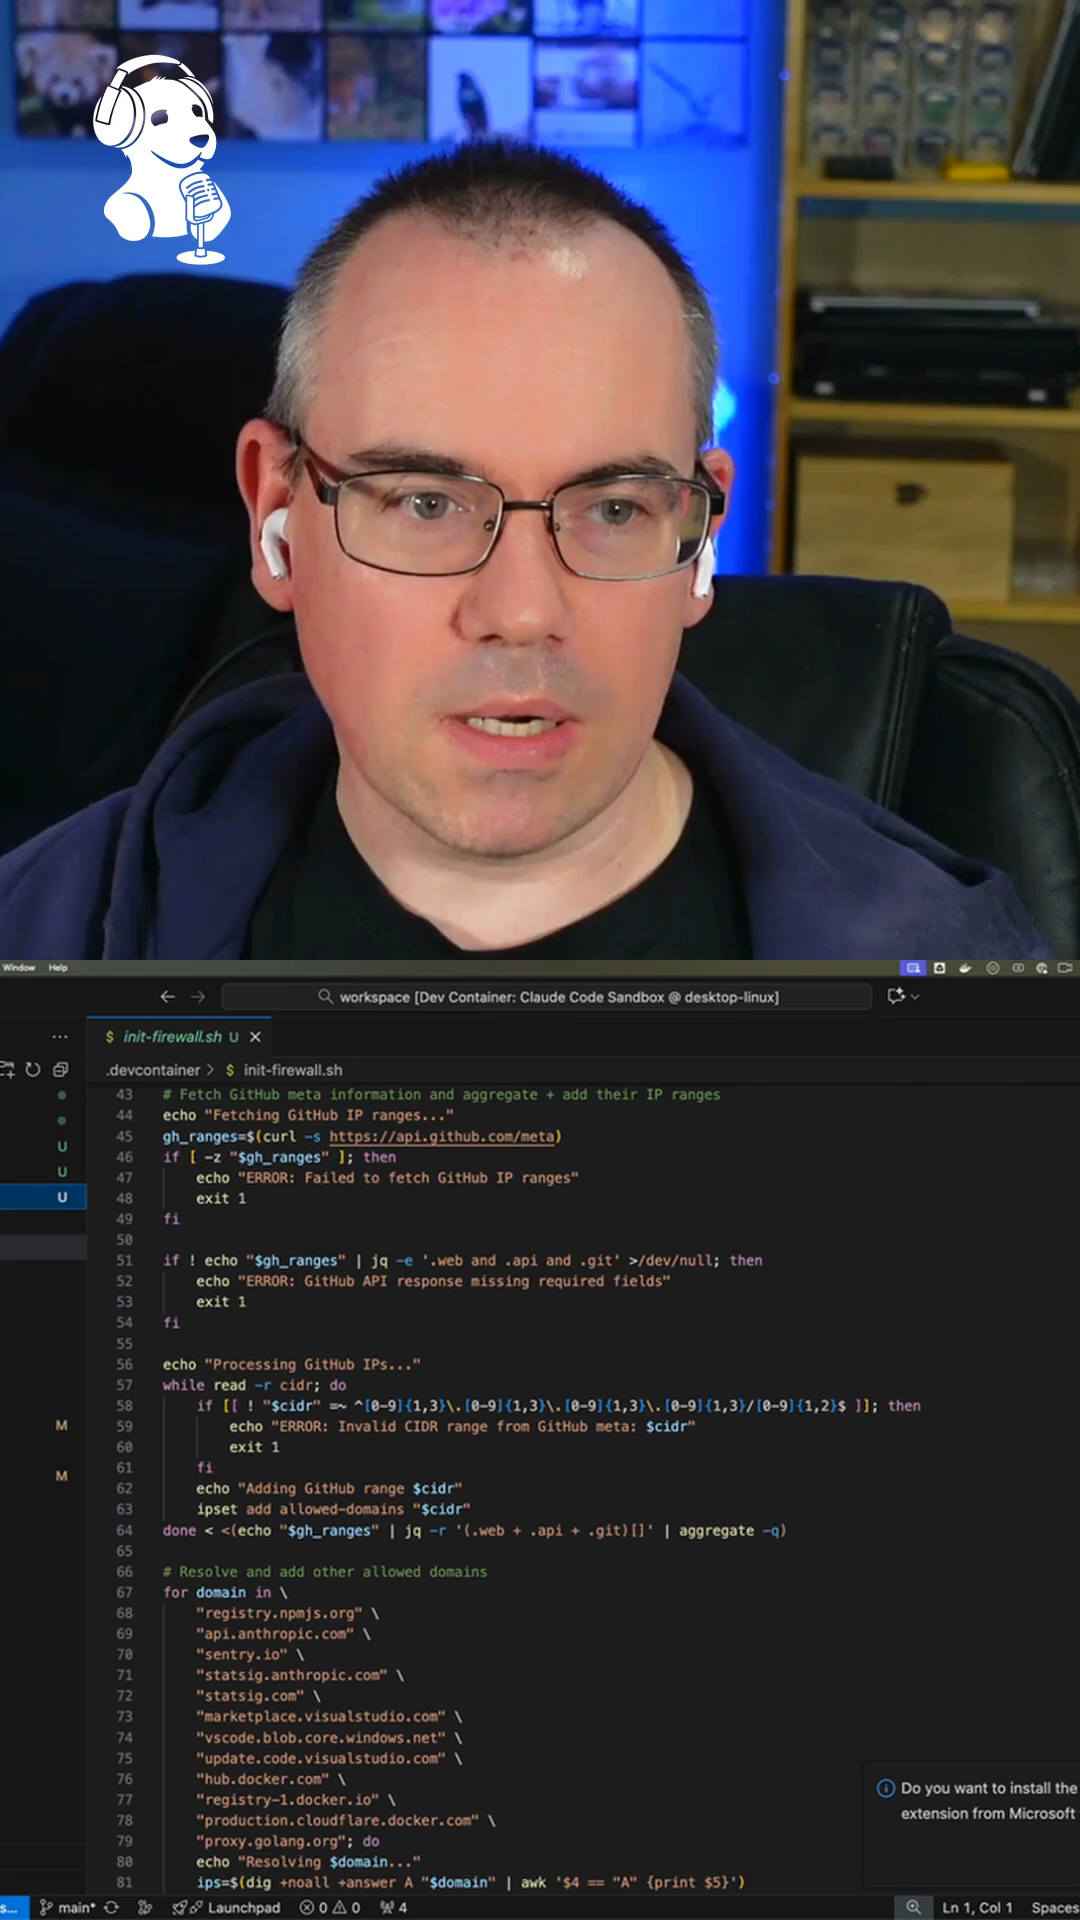 Window Help
workspace [Dev Container: Claude Code Sandbox @ desktop-linux]
$ init-firewall.sh U ×
.devcontainer > $ init-firewall.sh
43 # Fetch GitHub meta information and aggregate + add their IP ranges
44 echo "Fetching GitHub IP ranges..."
45 gh_ranges=$(curl -s https://api.github.com/meta)
46 if [ -z "$gh_ranges" ]; then
47 echo "ERROR: Failed to fetch GitHub IP ranges"
48 exit 1
49 fi
50
51 if ! echo "$gh_ranges" | jq -e '.web and .api and .git' >/dev/null; then
52 echo "ERROR: GitHub API response missing required fields"
53 exit 1
54 fi
55
56 echo "Processing GitHub IPs..."
57 while read -r cidr; do
58 if [[ ! "$cidr" =~ ^[0-9]{1,3}\.[0-9]{1,3}\.[0-9]{1,3}\.[0-9]{1,3}/[0-9]{1,2}$ ]]; then
59 echo "ERROR: Invalid CIDR range from GitHub meta: $cidr"
60 exit 1
61 fi
62 echo "Adding GitHub range $cidr"
63 ipset add allowed-domains "$cidr"
64 done < <(echo "$gh_ranges" | jq -r '(.web + .api + .git)[]' | aggregate -q)
65
66 # Resolve and add other allowed domains
67 for domain in \
68 "registry.npmjs.org" \
69 "api.anthropic.com" \
70 "sentry.io" \
71 "statsig.anthropic.com" \
72 "statsig.com" \
73 "marketplace.visualstudio.com" \
74 "vscode.blob.core.windows.net" \
75 "update.code.visualstudio.com" \
76 "hub.docker.com" \
77 "registry-1.docker.io" \
78 "production.cloudflare.docker.com" \
79 "proxy.golang.org"; do
80 echo "Resolving $domain..."
81 ips=$(dig +noall +answer A "$domain" | awk '$4 == "A" {print $5}')
U
U
U
M
M
Do you want to install the
extension from Microsoft
s... main* Launchpad 0 0 4 Ln 1, Col 1 Spaces